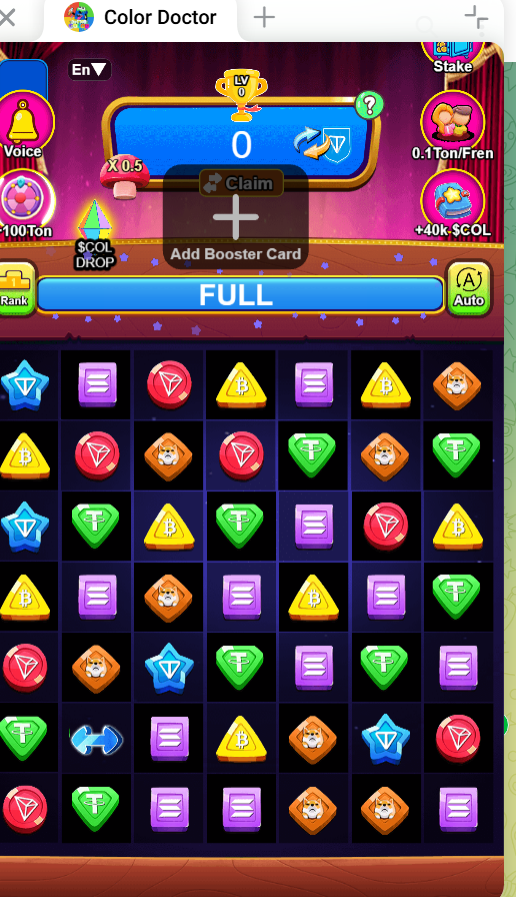 Color Doctor
Stake
En▼
LV
0
?
0
Voice
0.1Ton/Fren
X 0.5
Claim
100Ton
+40k $COL
$COL
DROP
Add Booster Card
Rank
FULL
A
Auto